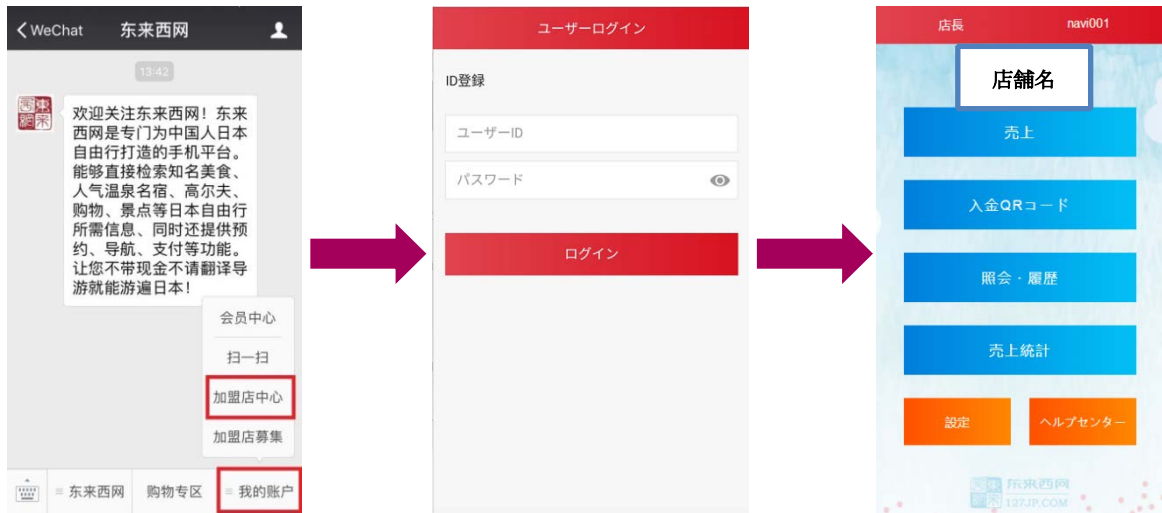 WeChat 东来西网
13:42
欢迎关注东来西网！东来
西网是专门为中国人日本
自由行打造的手机平台。
能够直接检索知名美食、
人气温泉名宿、高尔夫、
购物、景点等日本自由行
所需信息、同时还提供预
约、导航、支付等功能。
让您不带现金不请翻译导
游就能游遍日本！
会员中心
扫一扫
加盟店中心
加盟店募集
东来西网 购物专区 我的账户
ユーザーログイン
ID登録
ユーザーID
パスワード
ログイン
店長 navi001
店舗名
売上
入金QRコード
照会・履歴
売上統計
設定 ヘルプセンター
东来西网
127JP.COM